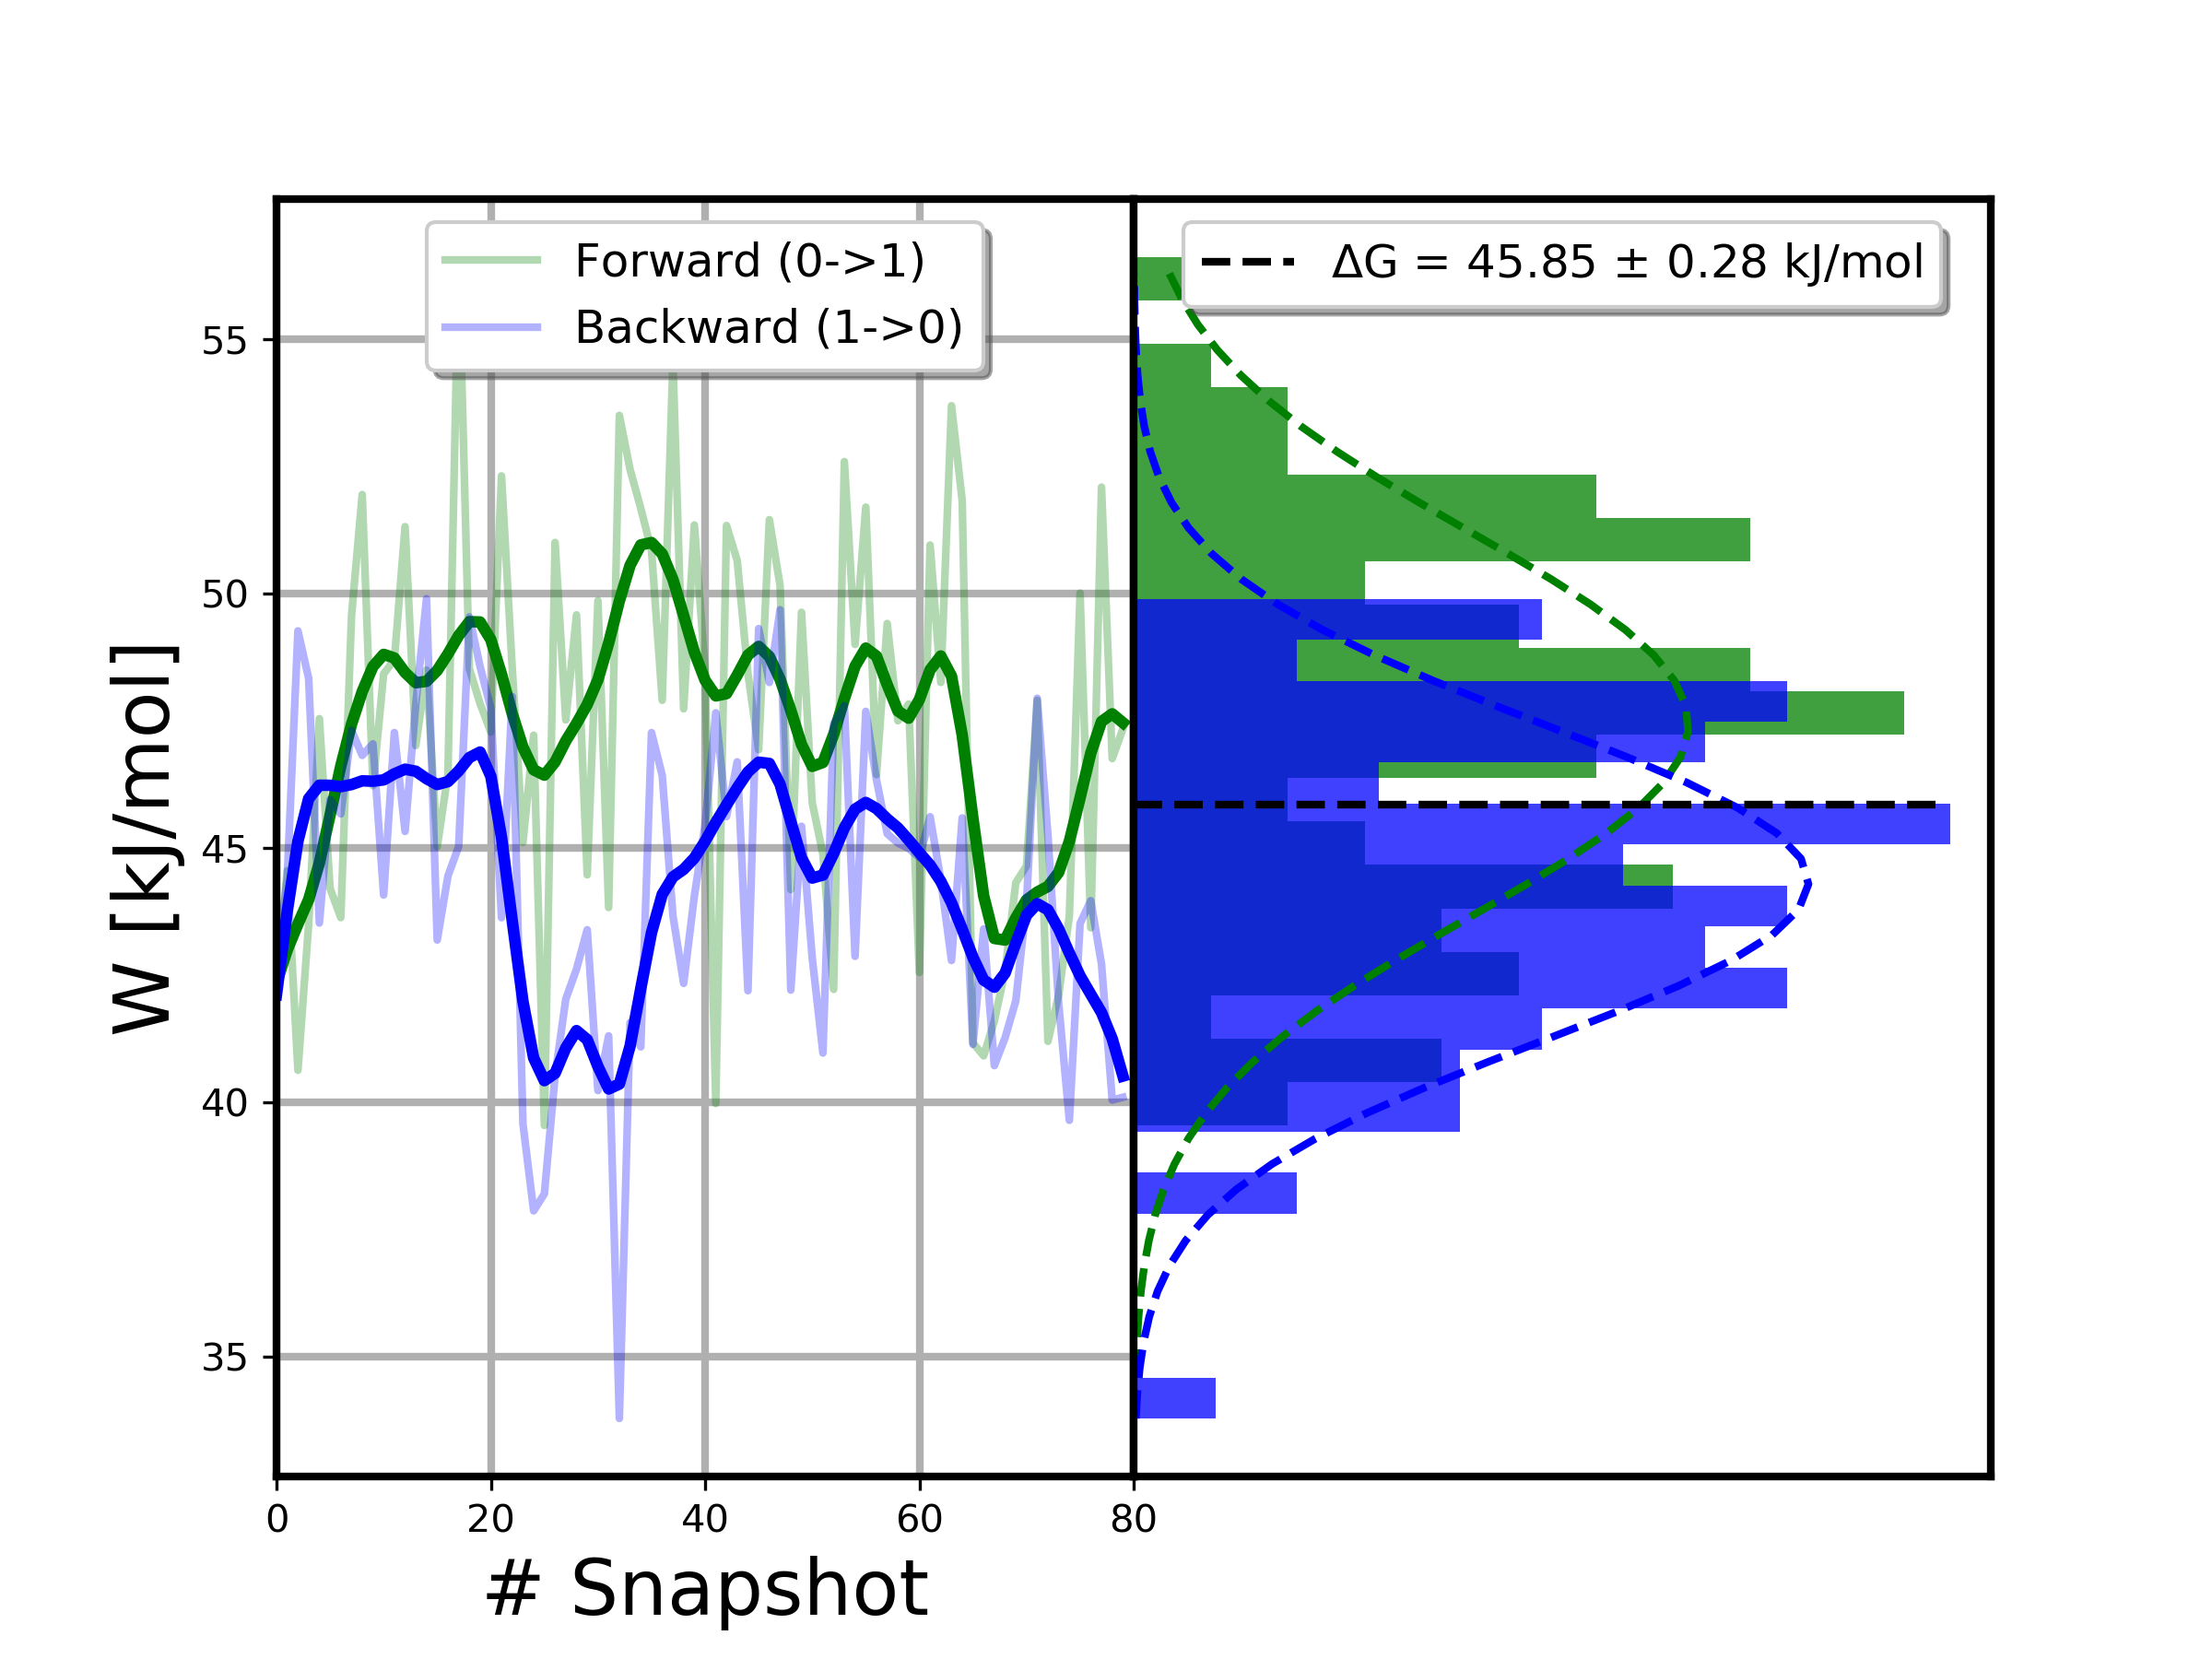 Forward (0->1)
Backward (1->0)
ΔG = 45.85 ± 0.28 kJ/mol
W [kJ/mol]
55
50
45
40
35
0 20 40 60 80
# Snapshot